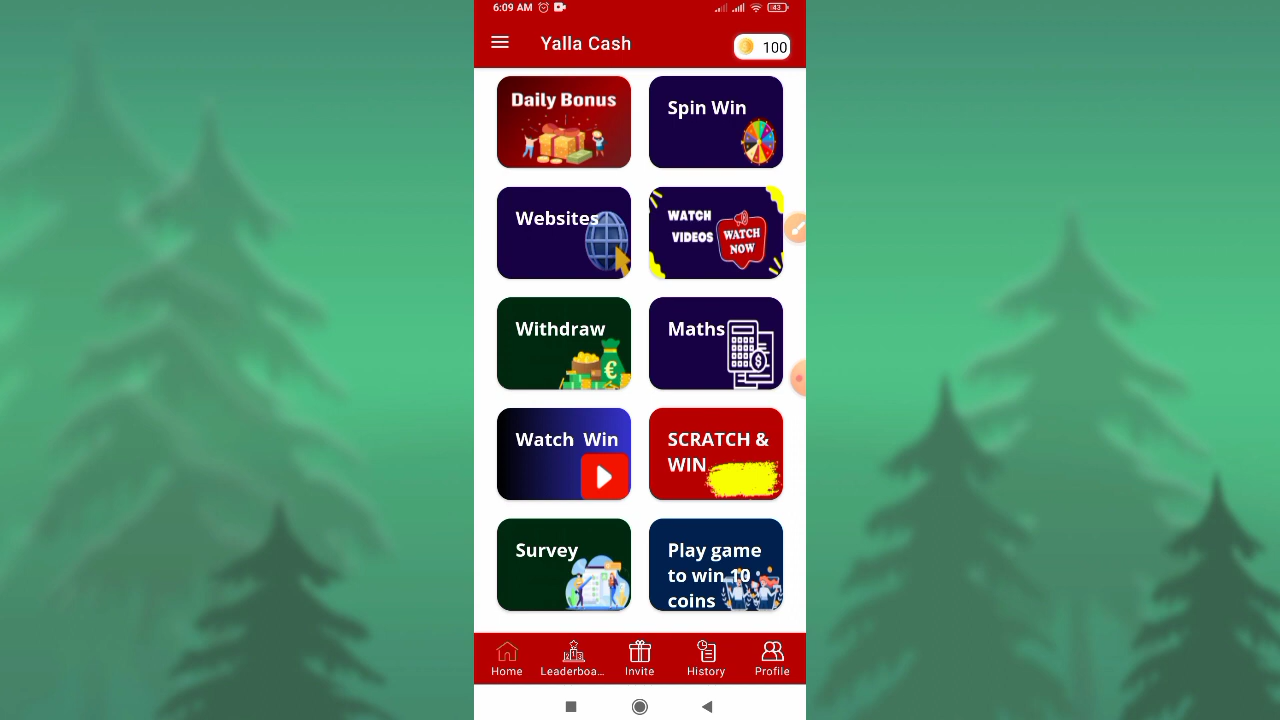 6:09 AM
43
Yalla Cash
100
Daily Bonus
Spin Win
Websites
WATCH
VIDEOS
WATCH
NOW
Withdraw
Maths
Watch Win
SCRATCH &
WIN
Survey
Play game
to win 10
coins
Home
Leaderboa...
Invite
History
Profile